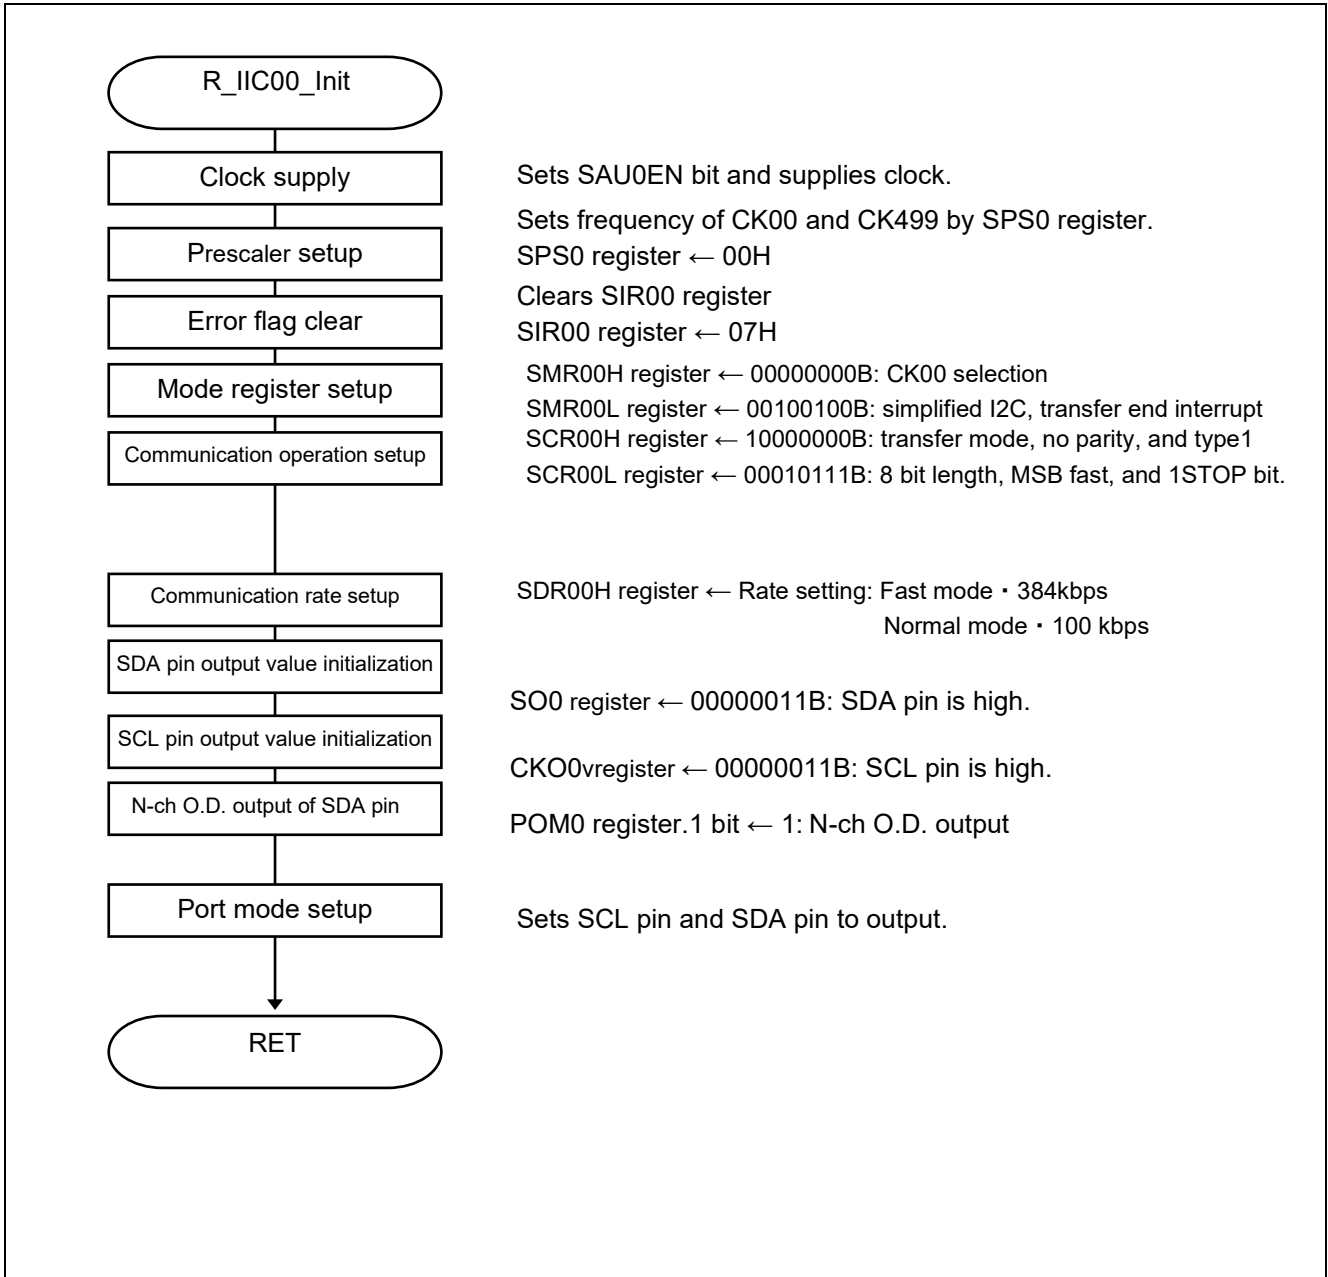 R_IIC00_Init
Clock supply
Sets SAU0EN bit and supplies clock.
Sets frequency of CK00 and CK499 by SPS0 register.
Prescaler setup
SPS0 register ← 00H
Clears SIR00 register
Error flag clear
SIR00 register ← 07H
Mode register setup
SMR00H register ← 00000000B: CK00 selection
SMR00L register ← 00100100B: simplified I2C, transfer end interrupt
SCR00H register ← 10000000B: transfer mode, no parity, and type1
Communication operation setup
SCR00L register ← 00010111B: 8 bit length, MSB fast, and 1STOP bit.
Communication rate setup
SDR00H register ← Rate setting: Fast mode・384kbps
Normal mode・100 kbps
SDA pin output value initialization
SO0 register ← 00000011B: SDA pin is high.
SCL pin output value initialization
CKO0vregister ← 00000011B: SCL pin is high.
N-ch O.D. output of SDA pin
POM0 register.1 bit ← 1: N-ch O.D. output
Port mode setup
Sets SCL pin and SDA pin to output.
RET